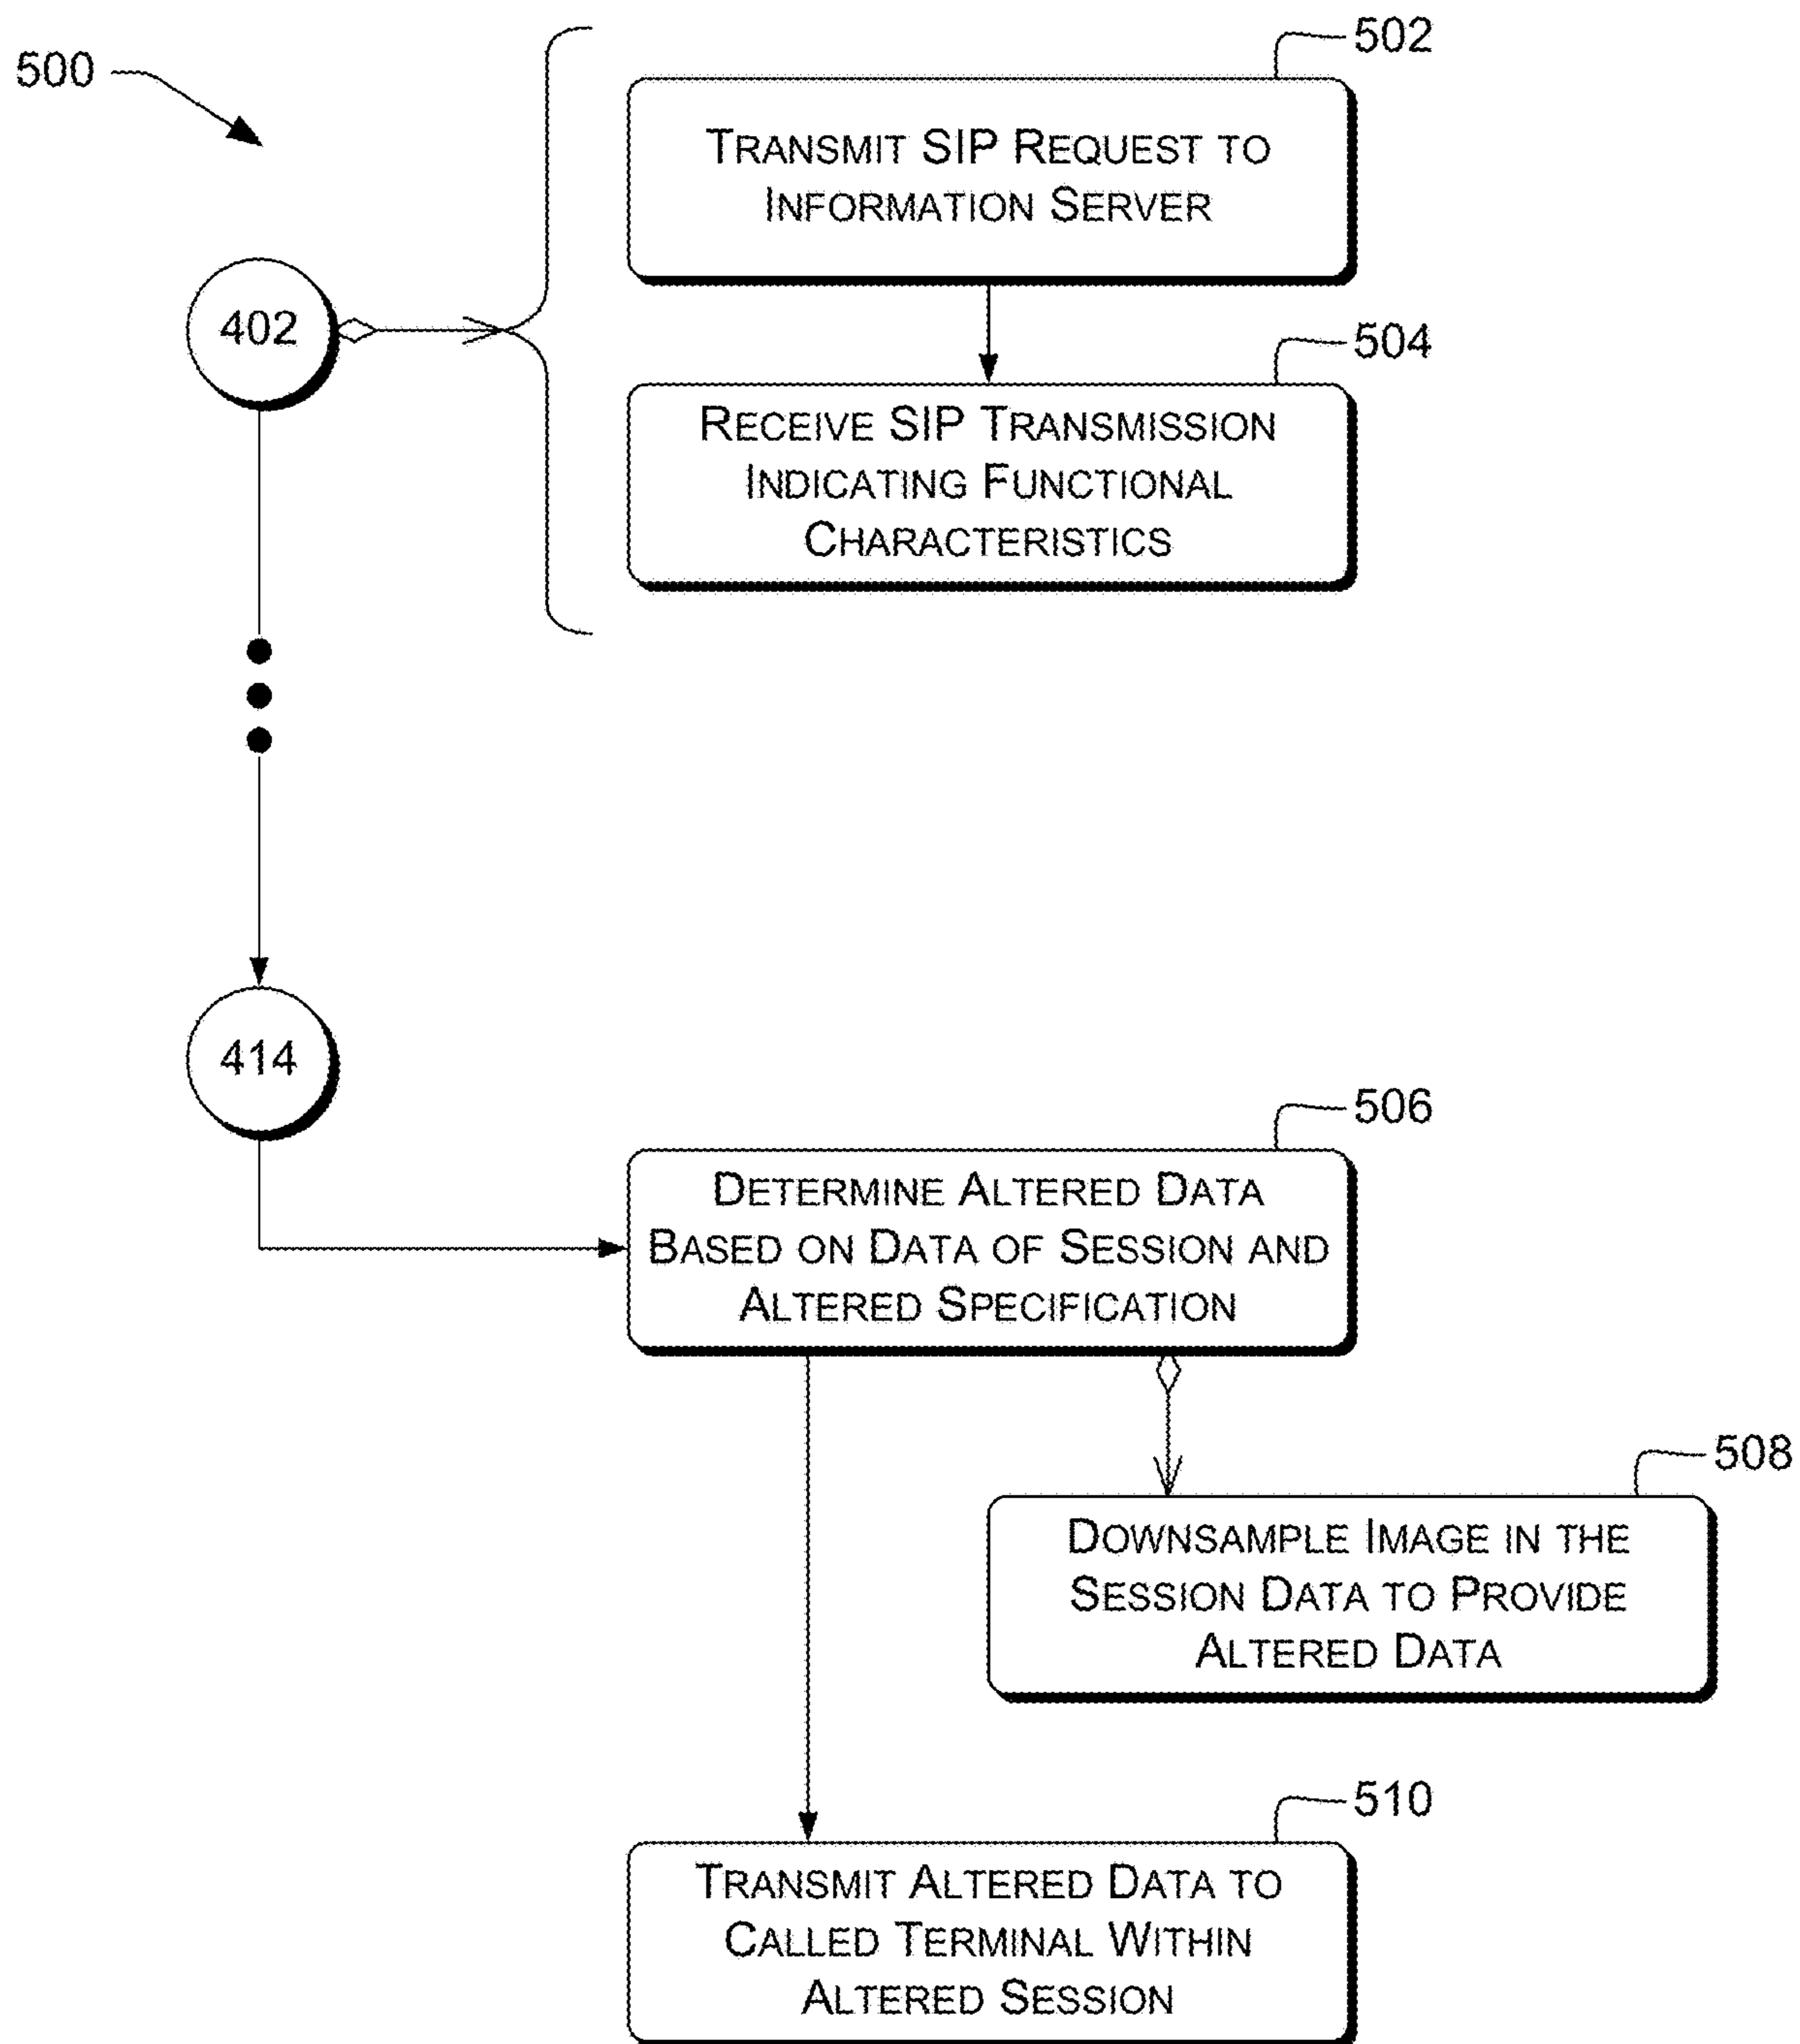 500
502
TRANSMIT SIP REQUEST TO
INFORMATION SERVER
402
504
RECEIVE SIP TRANSMISSION
INDICATING FUNCTIONAL
CHARACTERISTICS
414
506
DETERMINE ALTERED DATA
BASED ON DATA OF SESSION AND
ALTERED SPECIFICATION
508
DOWNSAMPLE IMAGE IN THE
SESSION DATA TO PROVIDE
ALTERED DATA
510
TRANSMIT ALTERED DATA TO
CALLED TERMINAL WITHIN
ALTERED SESSION